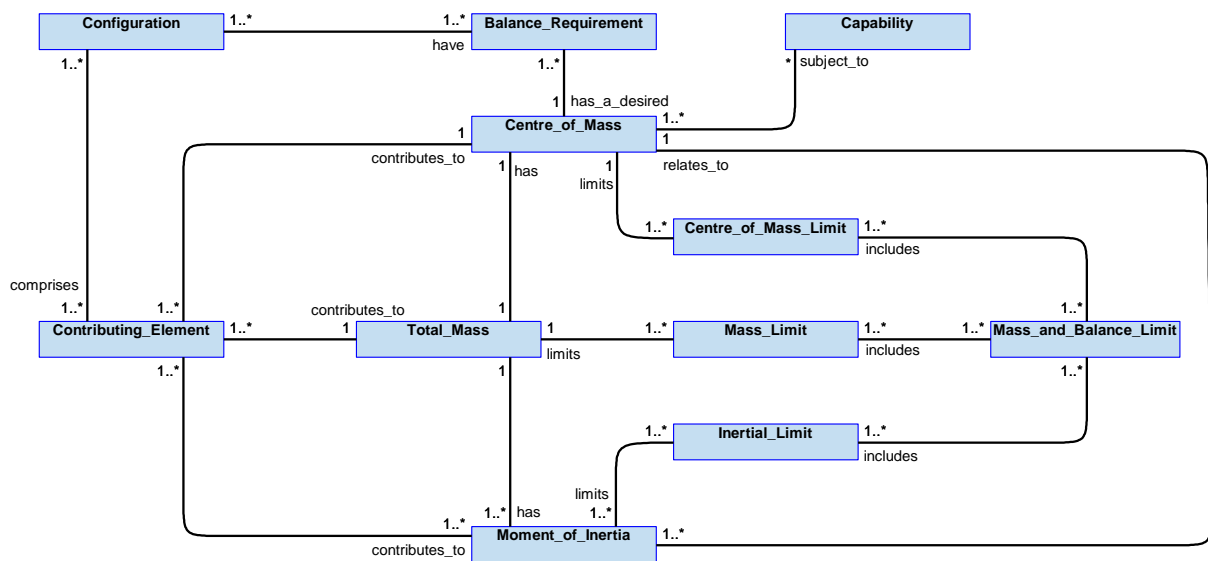 Configuration
1..*
1..*
Balance_Requirement
Capability
have
1..*
1..*
*
subject_to
1
has_a_desired
1..*
1
Centre_of_Mass
1
contributes_to
1
has
1
limits
relates_to
1..*
Centre_of_Mass_Limit
1..*
includes
comprises
1..*
1..*
contributes_to
1
1..*
Contributing_Element
1..*
1
Total_Mass
1
limits
1..*
Mass_Limit
1..*
includes
1..*
Mass_and_Balance_Limit
1..*
1
1..*
1..*
Inertial_Limit
1..*
includes
limits
1..*
1..*
has
1..*
Moment_of_Inertia
1..*
contributes_to